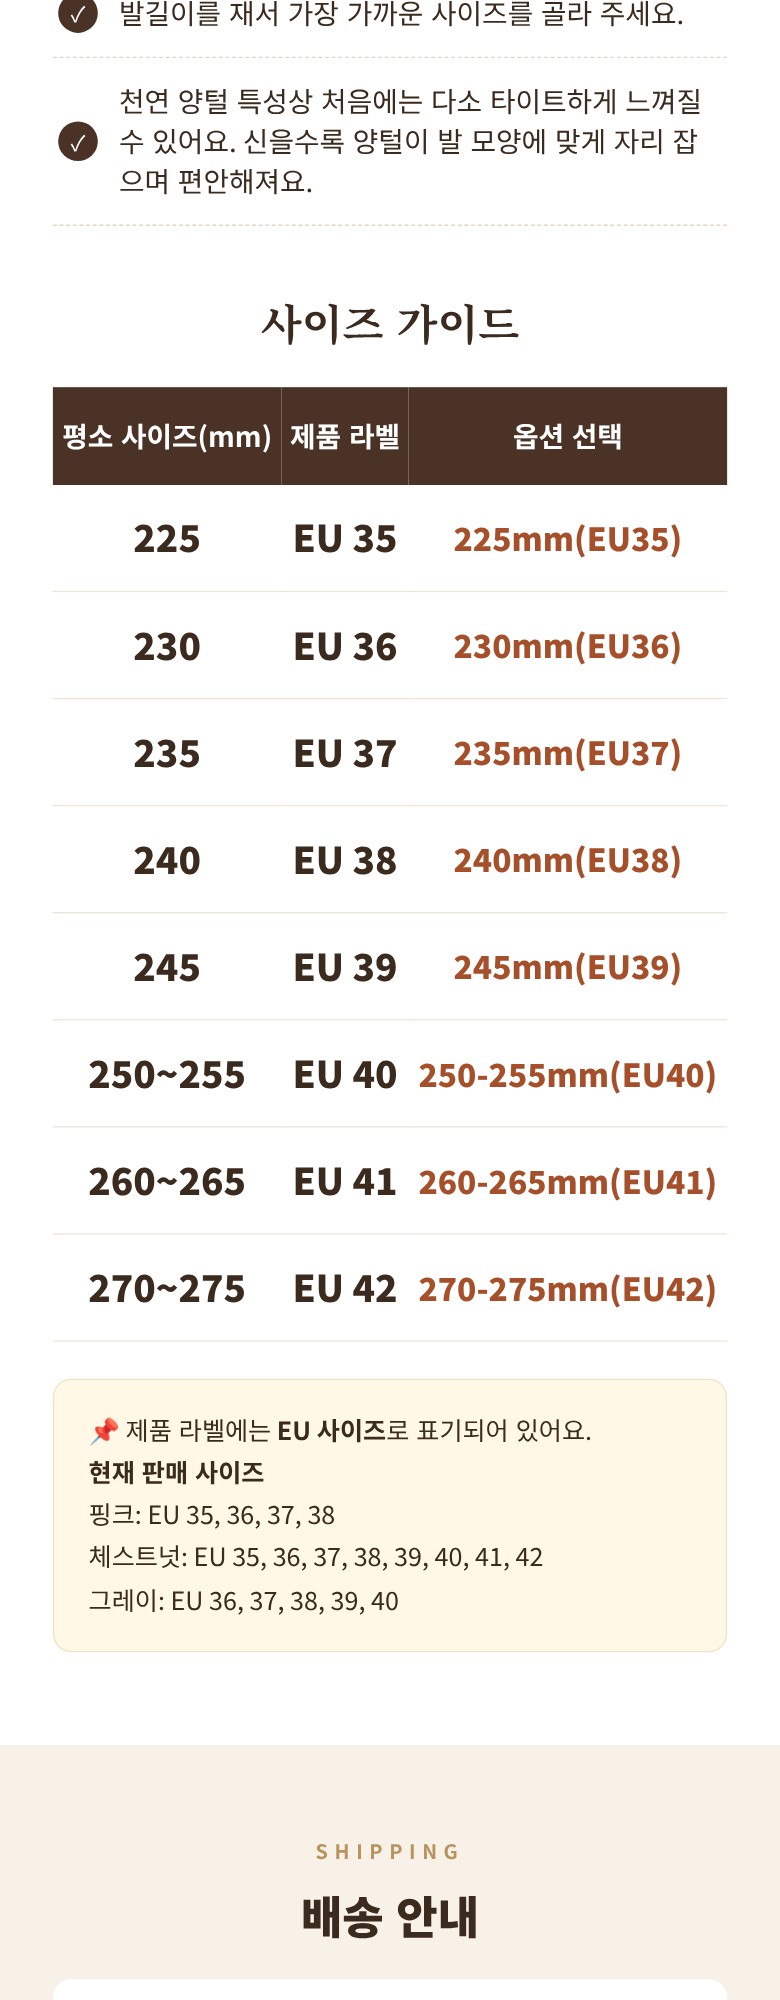 발길이를 재서 가장 가까운 사이즈를 골라 주세요.
천연 양털 특성상 처음에는 다소 타이트하게 느껴질
수 있어요. 신을수록 양털이 발 모양에 맞게 자리 잡
으며 편안해져요.
사이즈 가이드
평소 사이즈(mm) 제품 라벨 옵션 선택
225 EU 35 225mm(EU35)
230 EU 36 230mm(EU36)
235 EU 37 235mm(EU37)
240 EU 38 240mm(EU38)
245 EU 39 245mm(EU39)
250~255 EU 40 250-255mm(EU40)
260~265 EU 41 260-265mm(EU41)
270~275 EU 42 270-275mm(EU42)
📌 제품 라벨에는 EU 사이즈로 표기되어 있어요.
현재 판매 사이즈
핑크: EU 35, 36, 37, 38
체스트넛: EU 35, 36, 37, 38, 39, 40, 41, 42
그레이: EU 36, 37, 38, 39, 40
SHIPPING
배송 안내